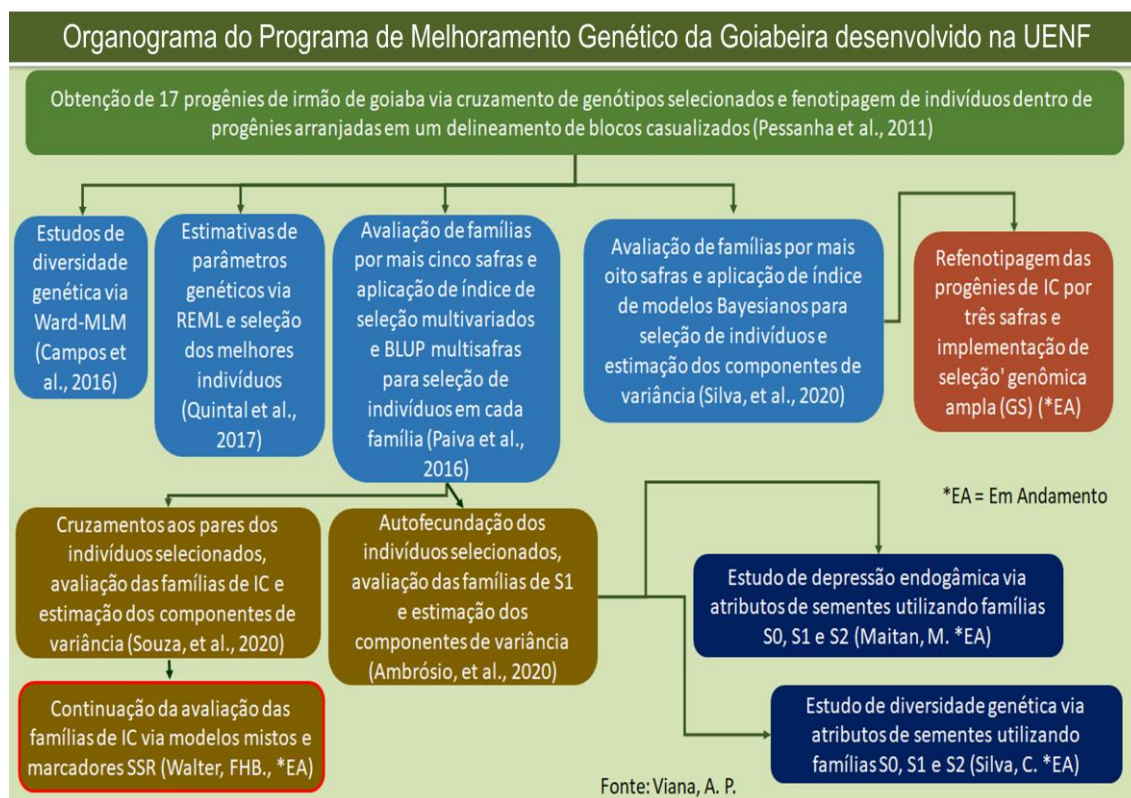 Organograma do Programa de Melhoramento Genético da Goiabeira desenvolvido na UENF
Obtenção de 17 progênies de irmão de goiaba via cruzamento de genótipos selecionados e fenotipagem de indivíduos dentro de
progênies arranjadas em um delineamento de blocos casualizados (Pessanha et al., 2011)
Estudos de
diversidade
genética via
Ward-MLM
(Campos et
al., 2016)
Estimativas de
parâmetros
genéticos via
REML e seleção
dos melhores
indivíduos
(Quintal et al.,
2017)
Avaliação de famílias
por mais cinco safras e
aplicação de índice de
seleção multivariados
e BLUP multisafras
para seleção de
indivíduos em cada
família (Paiva et al.,
2016)
Avaliação de famílias por mais
oito safras e aplicação de índice
de modelos Bayesianos para
seleção de indivíduos e
estimação dos componentes de
variância (Silva, et al., 2020)
Refenotipagem das
progênies de IC por
três safras e
implementação de
seleção' genômica
ampla (GS) (*EA)
*EA = Em Andamento
Cruzamentos aos pares dos
indivíduos selecionados,
avaliação das famílias de IC e
estimação dos componentes de
variância (Souza, et al., 2020)
Autofecundação dos
indivíduos selecionados,
avaliação das famílias de S1
e estimação dos
componentes de variância
(Ambrósio, et al., 2020)
Estudo de depressão endogâmica via
atributos de sementes utilizando famílias
S0, S1 e S2 (Maitan, M. *EA)
Continuação da avaliação das
famílias de IC via modelos mistos e
marcadores SSR (Walter, FHB., *EA)
Estudo de diversidade genética via
atributos de sementes utilizando
famílias S0, S1 e S2 (Silva, C. *EA)
Fonte: Viana, A. P.